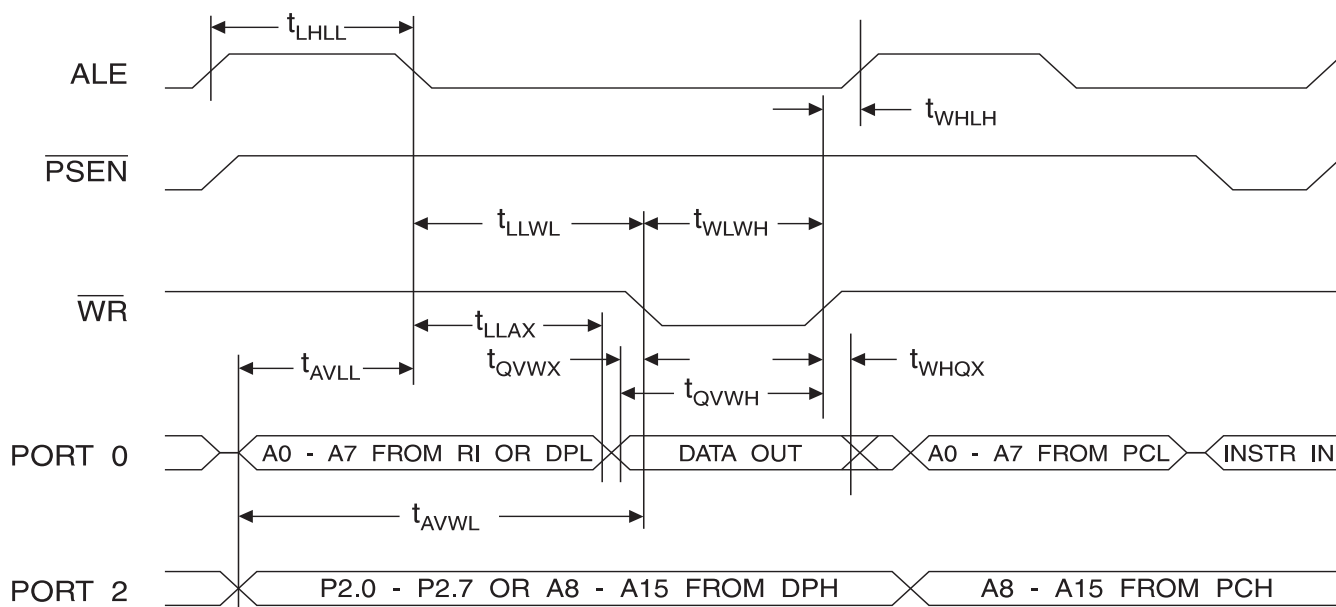 tLHLL
ALE
tWHLH
PSEN
tLLWL
tWLWH
WR
tLLAX
tAVLL
tQVWX
tWHQX
tQVWH
PORT 0
A0 - A7 FROM RI OR DPL
DATA OUT
A0 - A7 FROM PCL
INSTR IN
tAVWL
PORT 2
P2.0 - P2.7 OR A8 - A15 FROM DPH
A8 - A15 FROM PCH